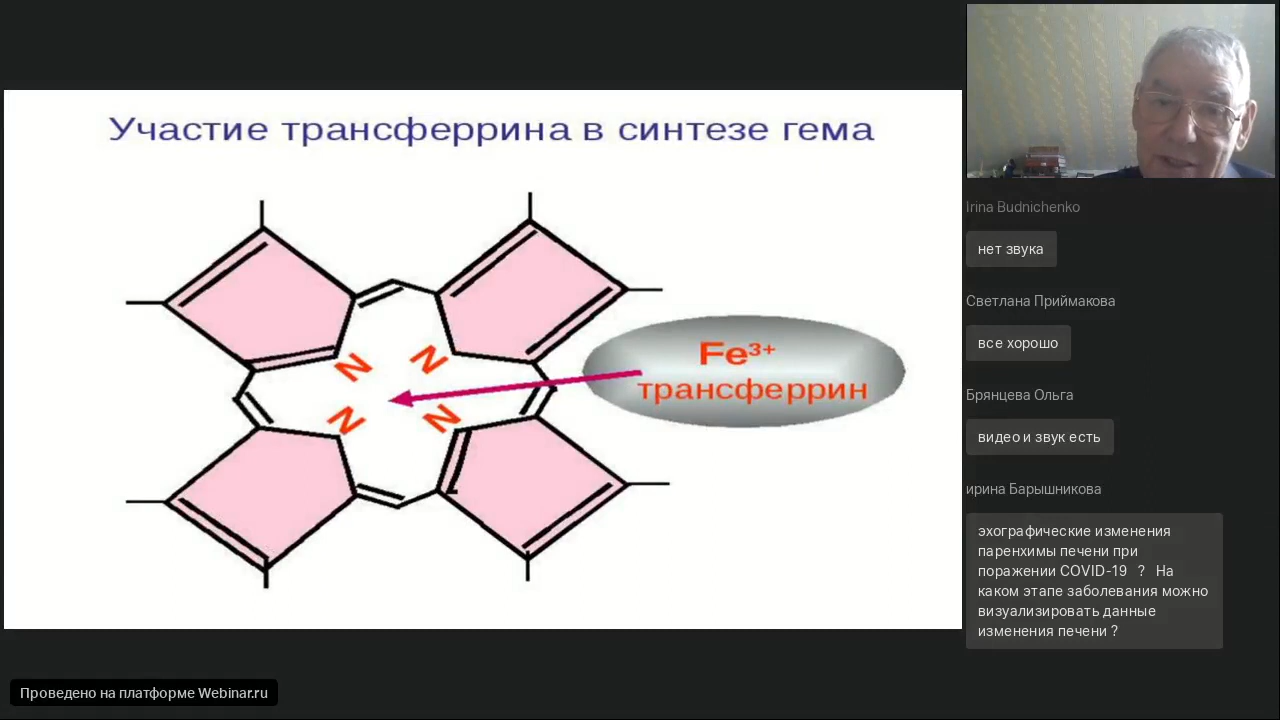 Участие трансферрина в синтезе гема
N
N
Fe³⁺
трансферрин
N
N
Irina Budnichenko
нет звука
Светлана Приймакова
все хорошо
Брянцева Ольга
видео и звук есть
ирина Барышникова
эхографические изменения
паренхимы печени при
поражении COVID-19 ? На
каком этапе заболевания можно
визуализировать данные
изменения печени ?
Проведено на платформе Webinar.ru